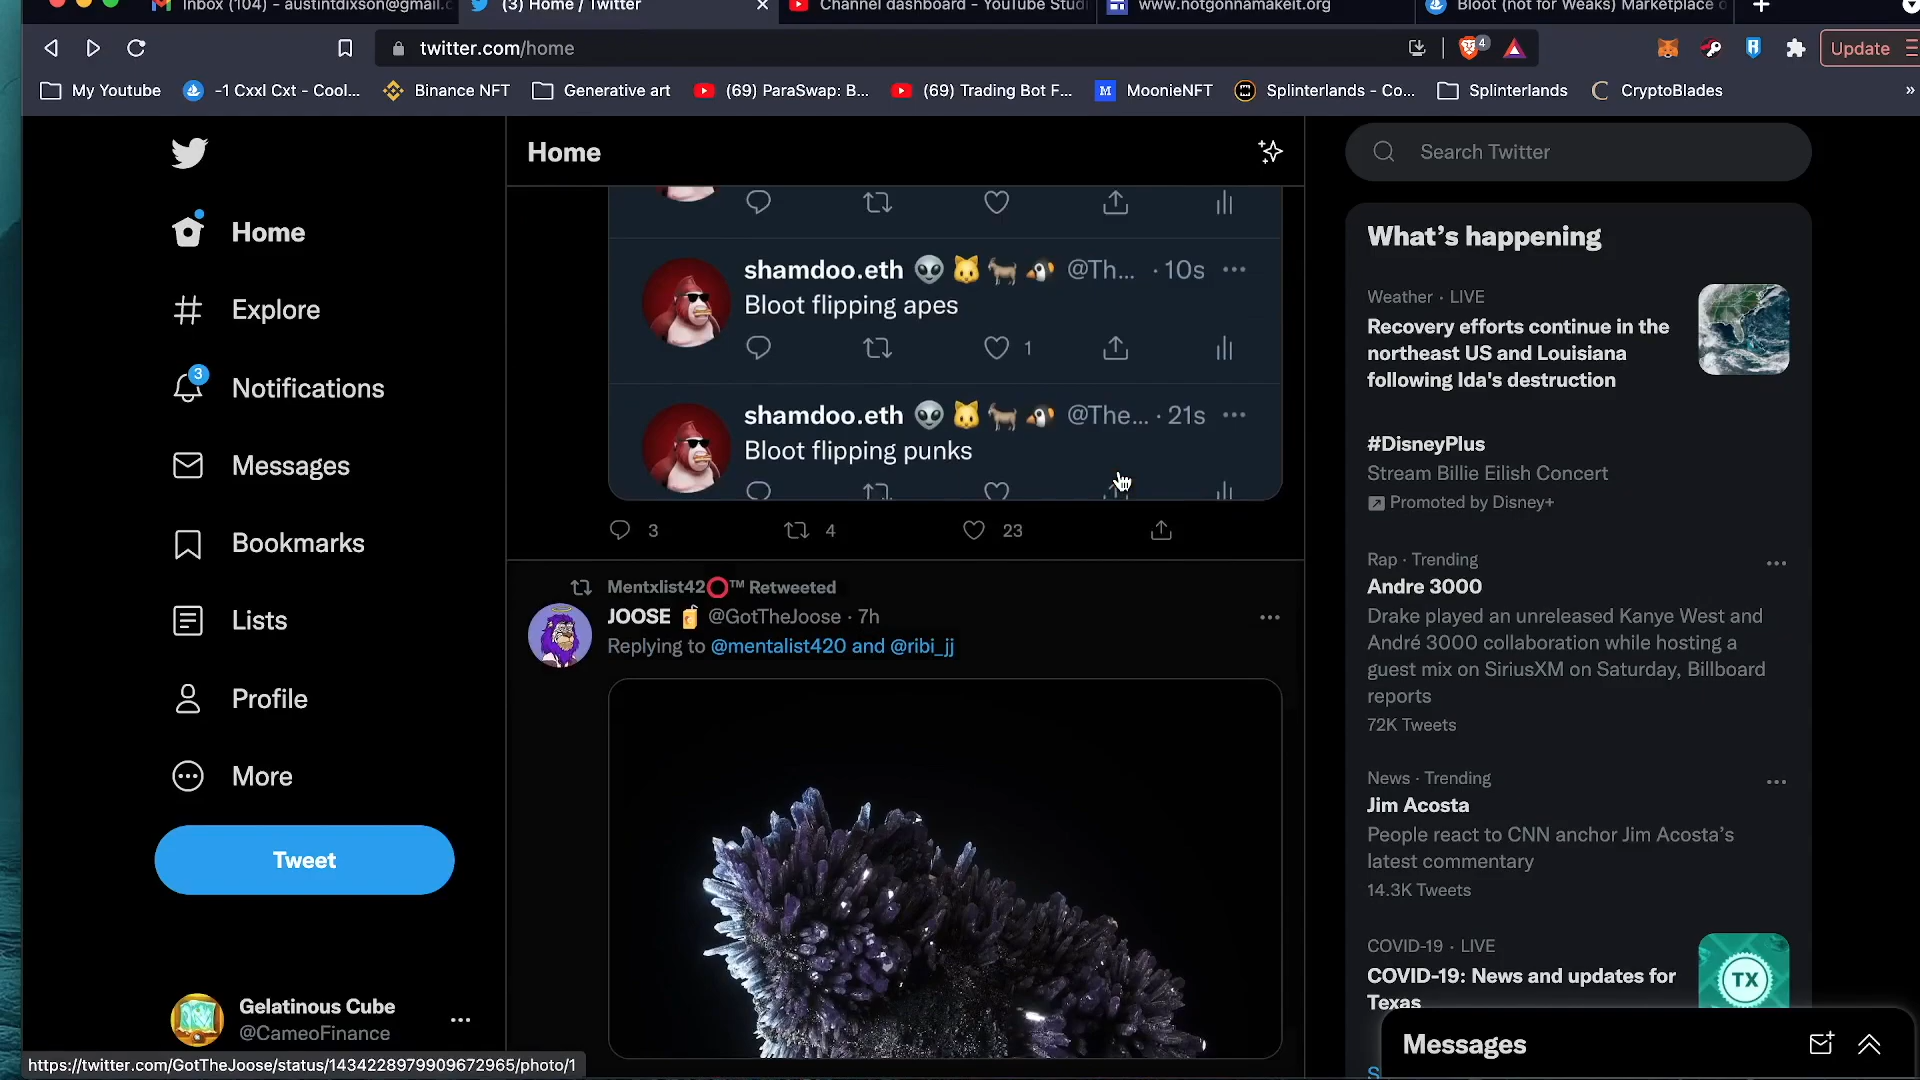 Inbox (104) - austintdixson@gmail.c
(3) Home / Twitter
Channel dashboard - YouTube Studi
www.notgonnamakeit.org
Bloot (not for Weaks) Marketplace o
twitter.com/home
4
Update
My Youtube
-1 Cxxl Cxt - Cool...
Binance NFT
Generative art
(69) ParaSwap: B...
(69) Trading Bot F...
M MoonieNFT
Splinterlands - Co...
Splinterlands
CryptoBlades
»
Home
Explore
3
Notifications
Messages
Bookmarks
Lists
Profile
More
Tweet
Gelatinous Cube
@CameoFinance
Home
shamdoo.eth 👽 🐱 🐐 🐧 @Th... · 10s
Bloot flipping apes
1
shamdoo.eth 👽 🐱 🐐 🐧 @The... · 21s
Bloot flipping punks
3 4 23
Mentxlist42⭕™ Retweeted
JOOSE 🧃 @GotTheJoose · 7h
Replying to @mentalist420 and @ribi_jj
Search Twitter
What’s happening
Weather · LIVE
Recovery efforts continue in the
northeast US and Louisiana
following Ida's destruction
#DisneyPlus
Stream Billie Eilish Concert
Promoted by Disney+
Rap · Trending
Andre 3000
Drake played an unreleased Kanye West and
André 3000 collaboration while hosting a
guest mix on SiriusXM on Saturday, Billboard
reports
72K Tweets
News · Trending
Jim Acosta
People react to CNN anchor Jim Acosta’s
latest commentary
14.3K Tweets
COVID-19 · LIVE
COVID-19: News and updates for
Texas
TX
Messages
https://twitter.com/GotTheJoose/status/1434228979909672965/photo/1